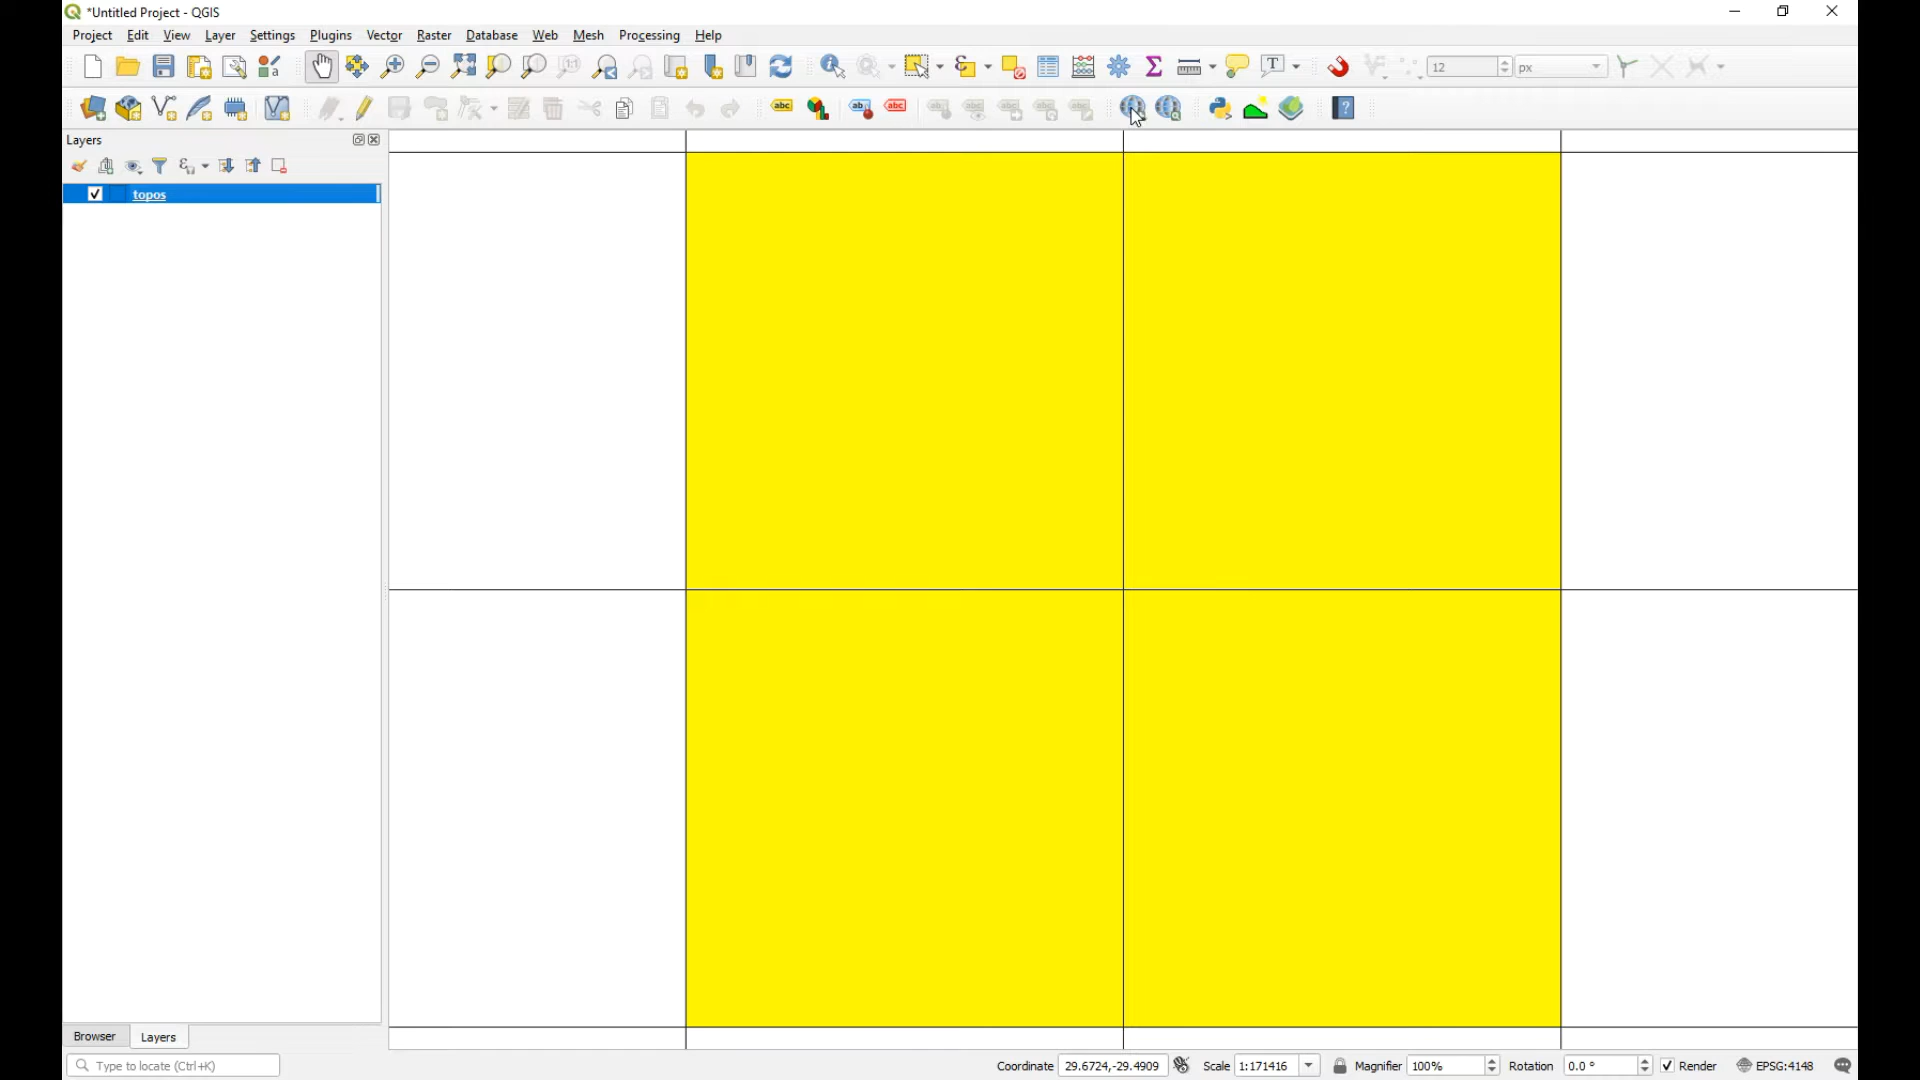 *Untitled Project - QGIS
Project Edit View Layer Settings Plugins Vector Raster Database Web Mesh Processing Help
12 px
abc abc
Layers
topos
Browser Layers
Type to locate (Ctrl+K) Coordinate 29.6724,-29.4909 Scale 1:171416 Magnifier 100% Rotation 0.0 ° Render EPSG:4148